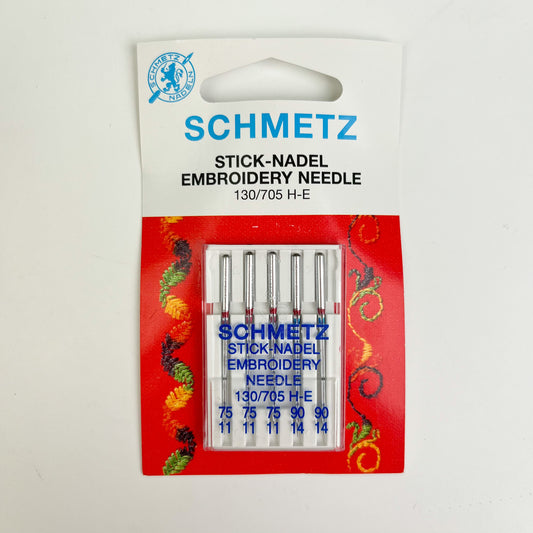 SCHMETZ
NADELN
SCHMETZ
STICK-NADEL
EMBROIDERY NEEDLE
130/705 H-E
SCHMETZ
STICK-NADEL
EMBROIDERY
NEEDLE
130/705 H-E
75 75 75 90 90
11 11 11 14 14